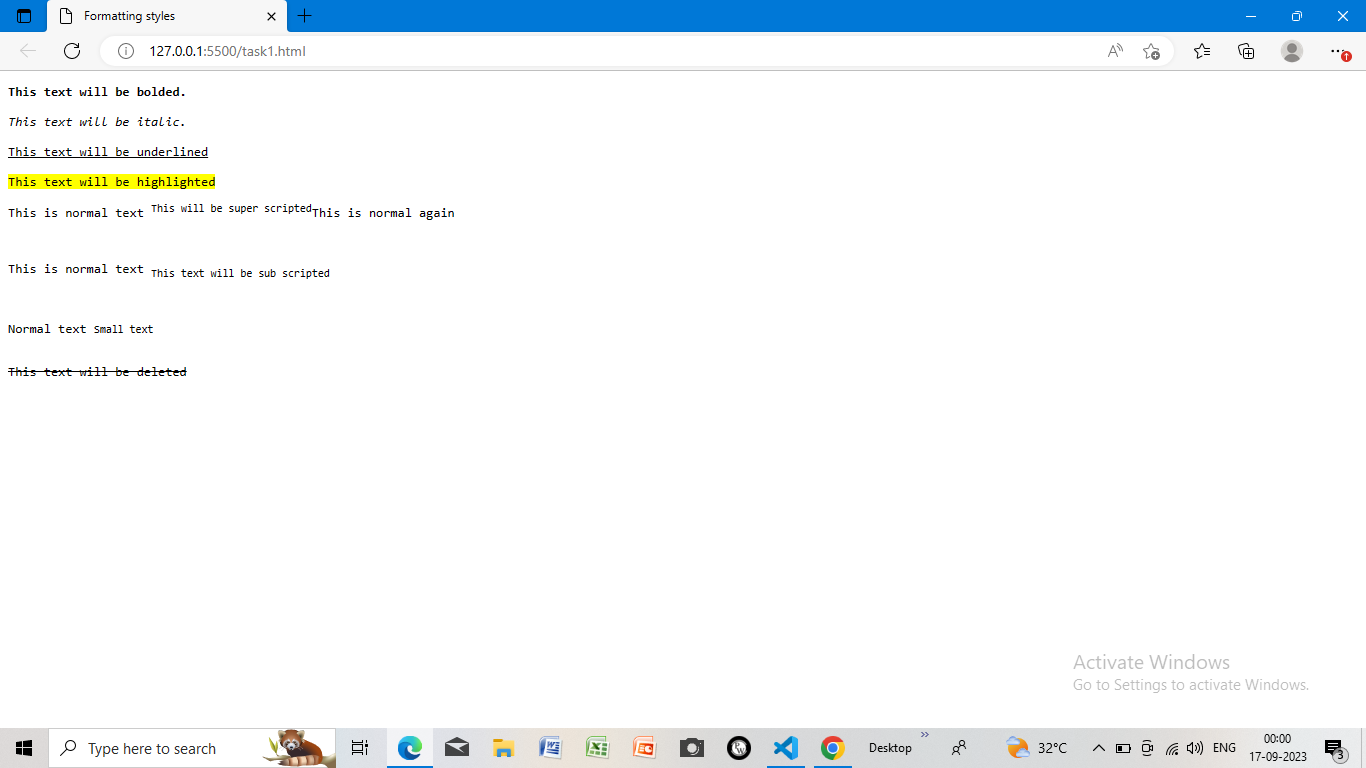 Formatting styles
127.0.0.1:5500/task1.html
This text will be bolded.
This text will be italic.
This text will be underlined
This text will be highlighted
This is normal text This will be super scriptedThis is normal again
This is normal text This text will be sub scripted
Normal text Small text
This text will be deleted
Activate Windows
Go to Settings to activate Windows.
Type here to search
Desktop
32°C
ENG
00:00
17-09-2023
3